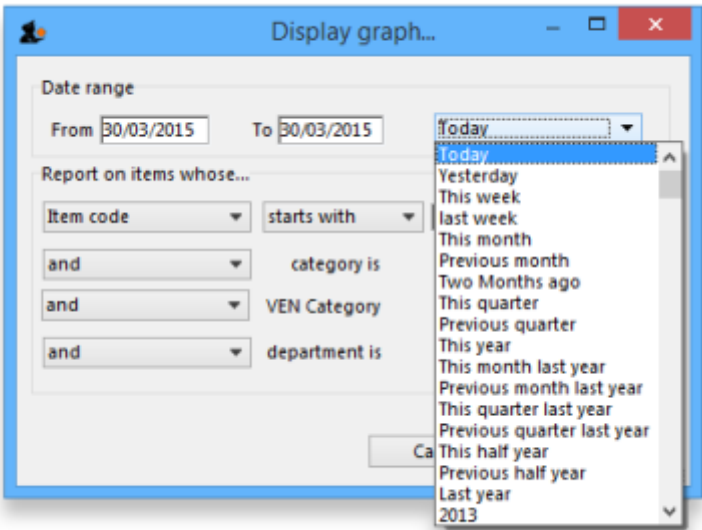 Display graph...
Date range
From 30/03/2015 To 30/03/2015 Today
Report on items whose...
Item code starts with
and category is
and VEN Category
and department is
Ca
Today
Yesterday
This week
last week
This month
Previous month
Two Months ago
This quarter
Previous quarter
This year
This month last year
Previous month last year
This quarter last year
Previous quarter last year
This half year
Previous half year
Last year
2013